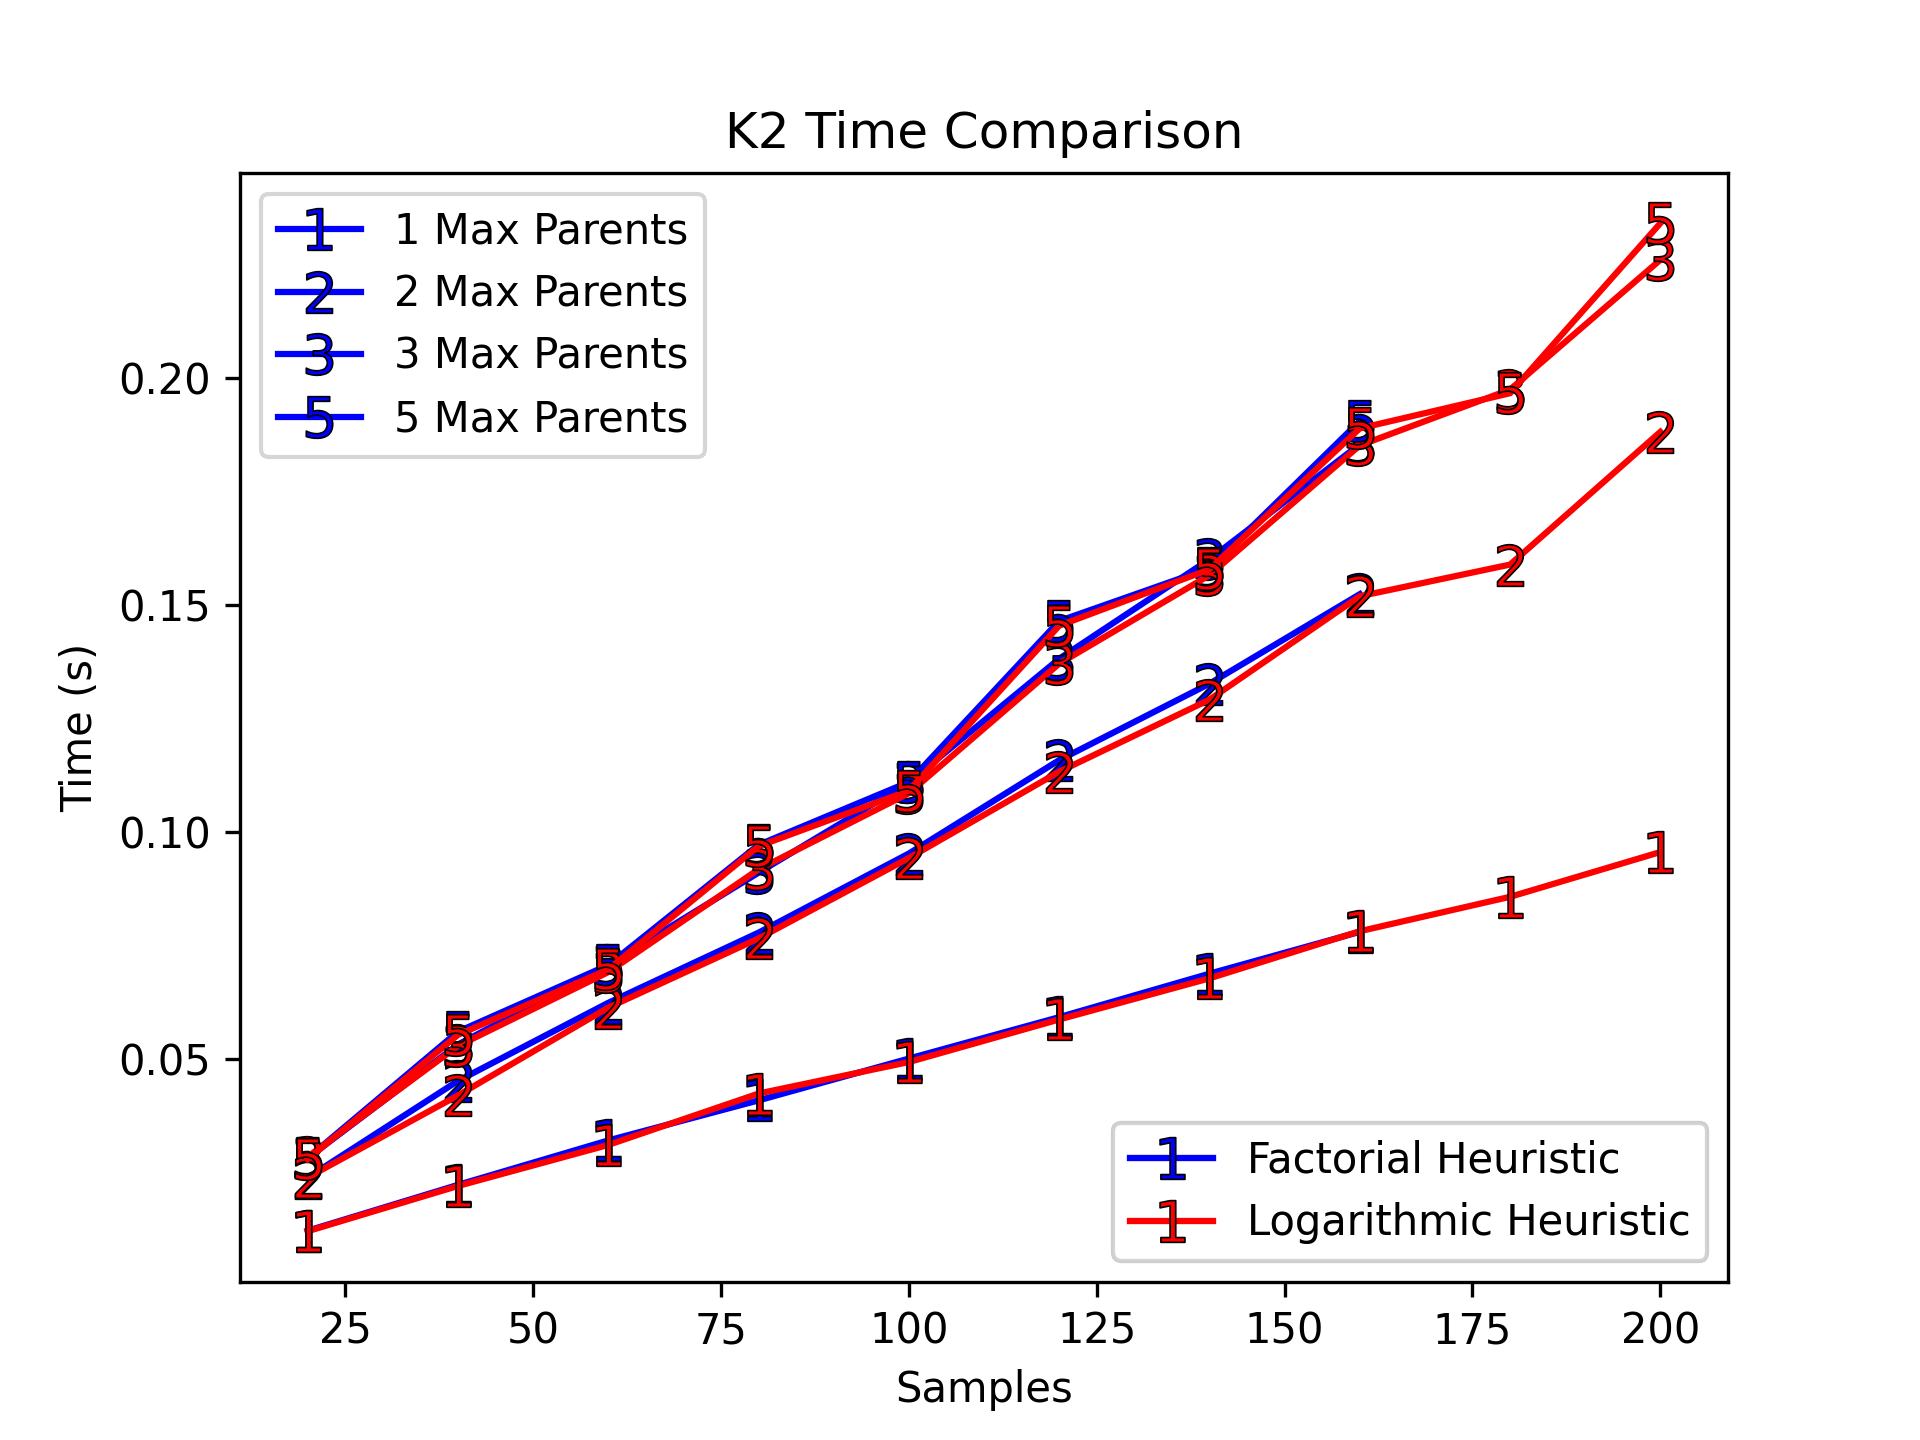 K2 Time Comparison
1 Max Parents
2 Max Parents
3 Max Parents
5 Max Parents
0.20
0.15
0.10
0.05
Time (s)
Factorial Heuristic
Logarithmic Heuristic
25 50 75 100 125 150 175 200
Samples